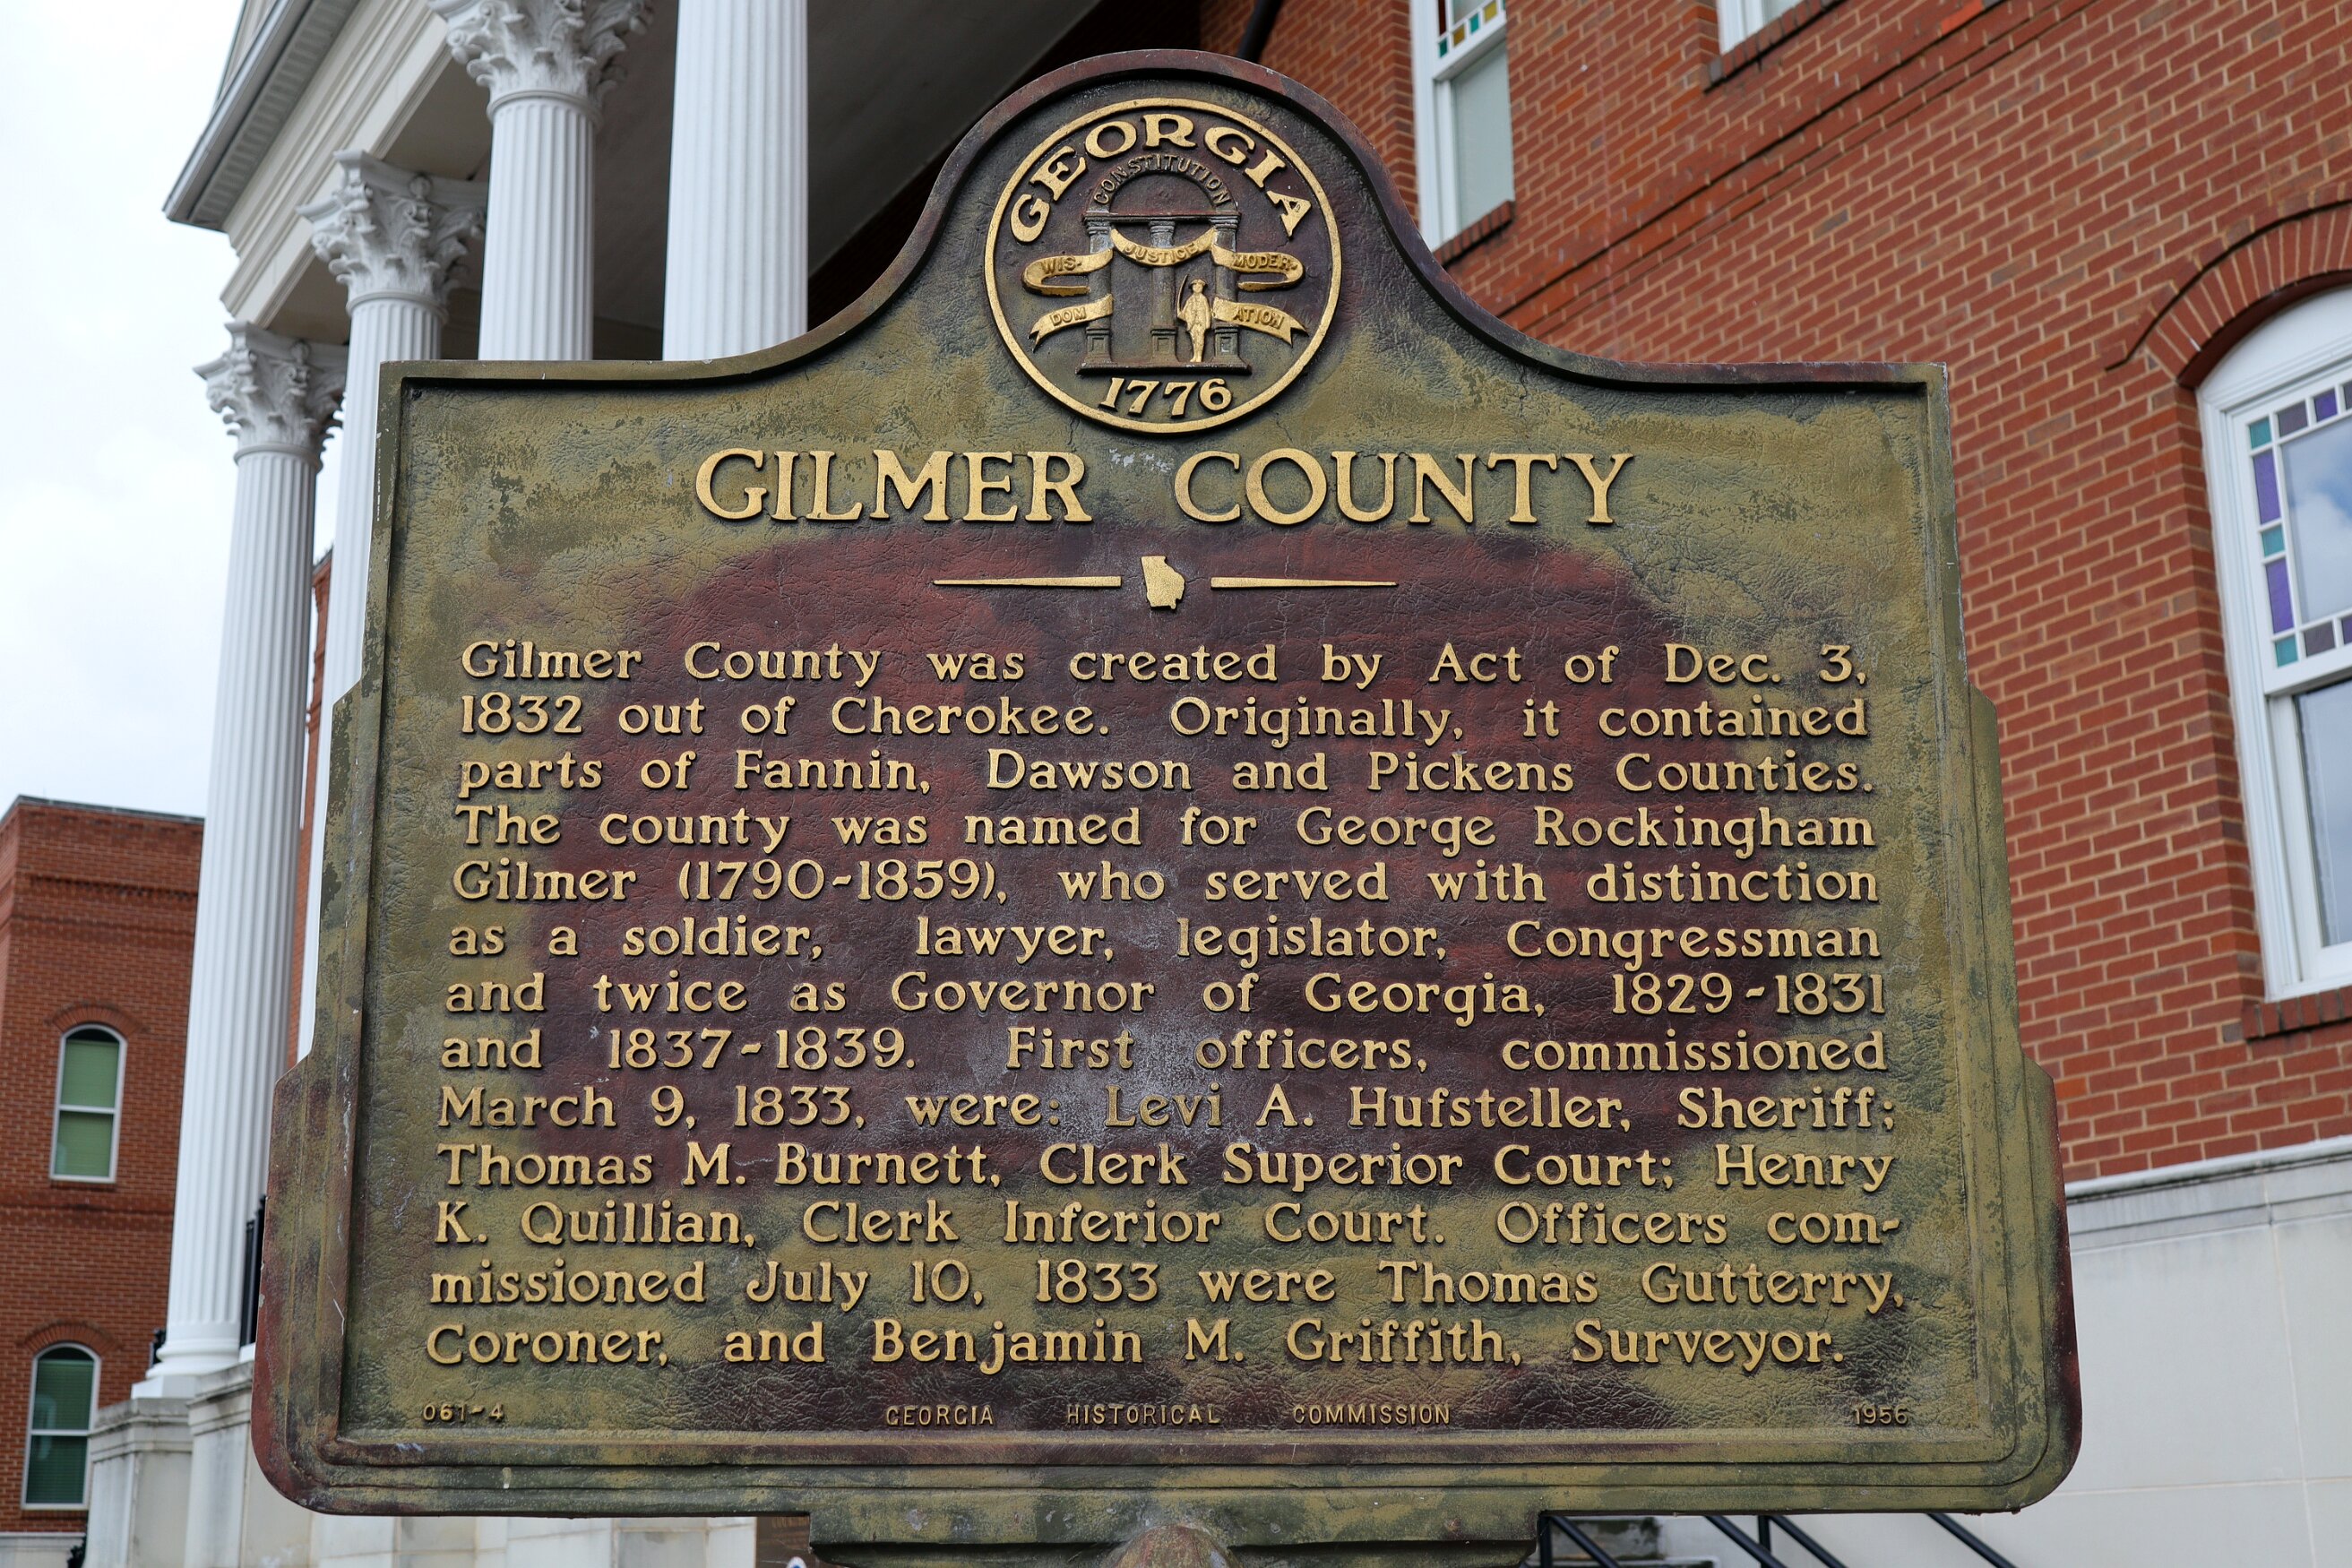 GEORGIA
CONSTITUTION
WIS- JUSTICE MODER-
DOM ATION
1776
GILMER COUNTY
Gilmer County was created by Act of Dec. 3,
1832 out of Cherokee. Originally, it contained
parts of Fannin, Dawson and Pickens Counties.
The county was named for George Rockingham
Gilmer (1790-1859), who served with distinction
as a soldier, lawyer, legislator, Congressman
and twice as Governor of Georgia, 1829-1831
and 1837-1839. First officers, commissioned
March 9, 1833, were: Levi A. Hufsteller, Sheriff;
Thomas M. Burnett, Clerk Superior Court; Henry
K. Quillian, Clerk Inferior Court. Officers com-
missioned July 10, 1833 were Thomas Gutterry,
Coroner, and Benjamin M. Griffith, Surveyor.
061-4 GEORGIA HISTORICAL COMMISSION 1956